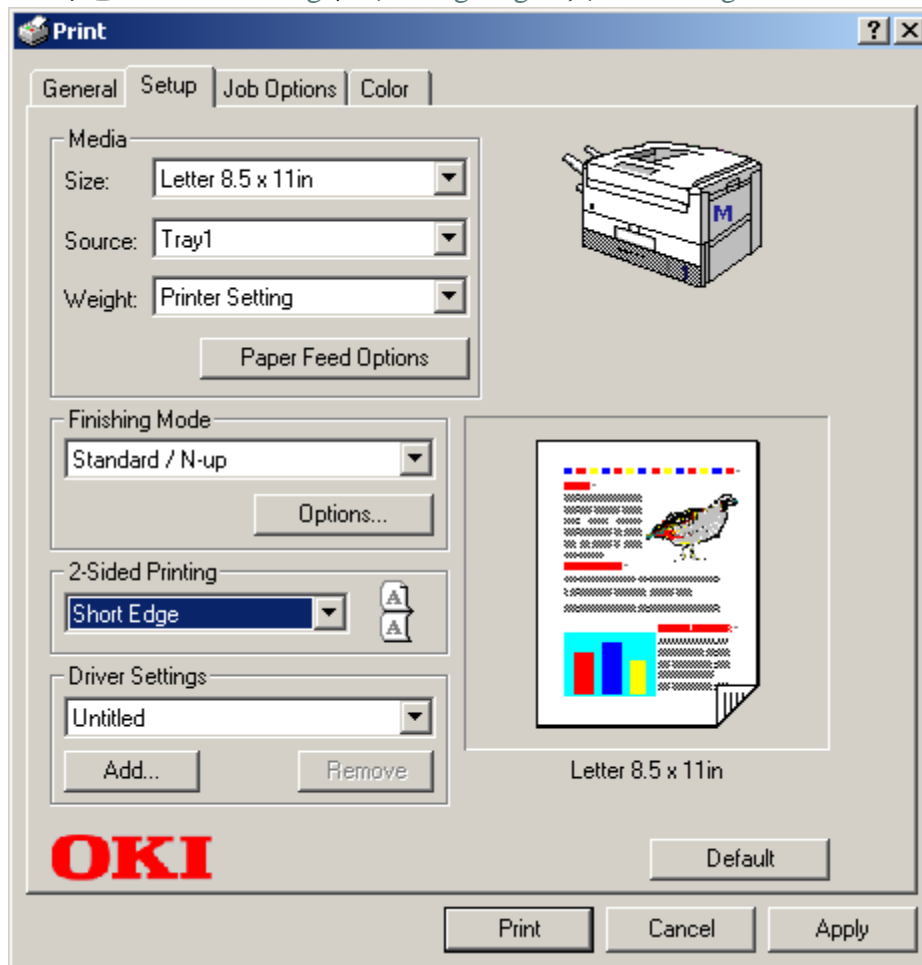 Print
General Setup Job Options Color
Media
Size: Letter 8.5 x 11in
Source: Tray1
Weight: Printer Setting
Paper Feed Options
M
Finishing Mode
Standard / N-up
Options...
2-Sided Printing
Short Edge
A
A
Driver Settings
Untitled
Add... Remove
Letter 8.5 x 11in
OKI
Default
Print Cancel Apply